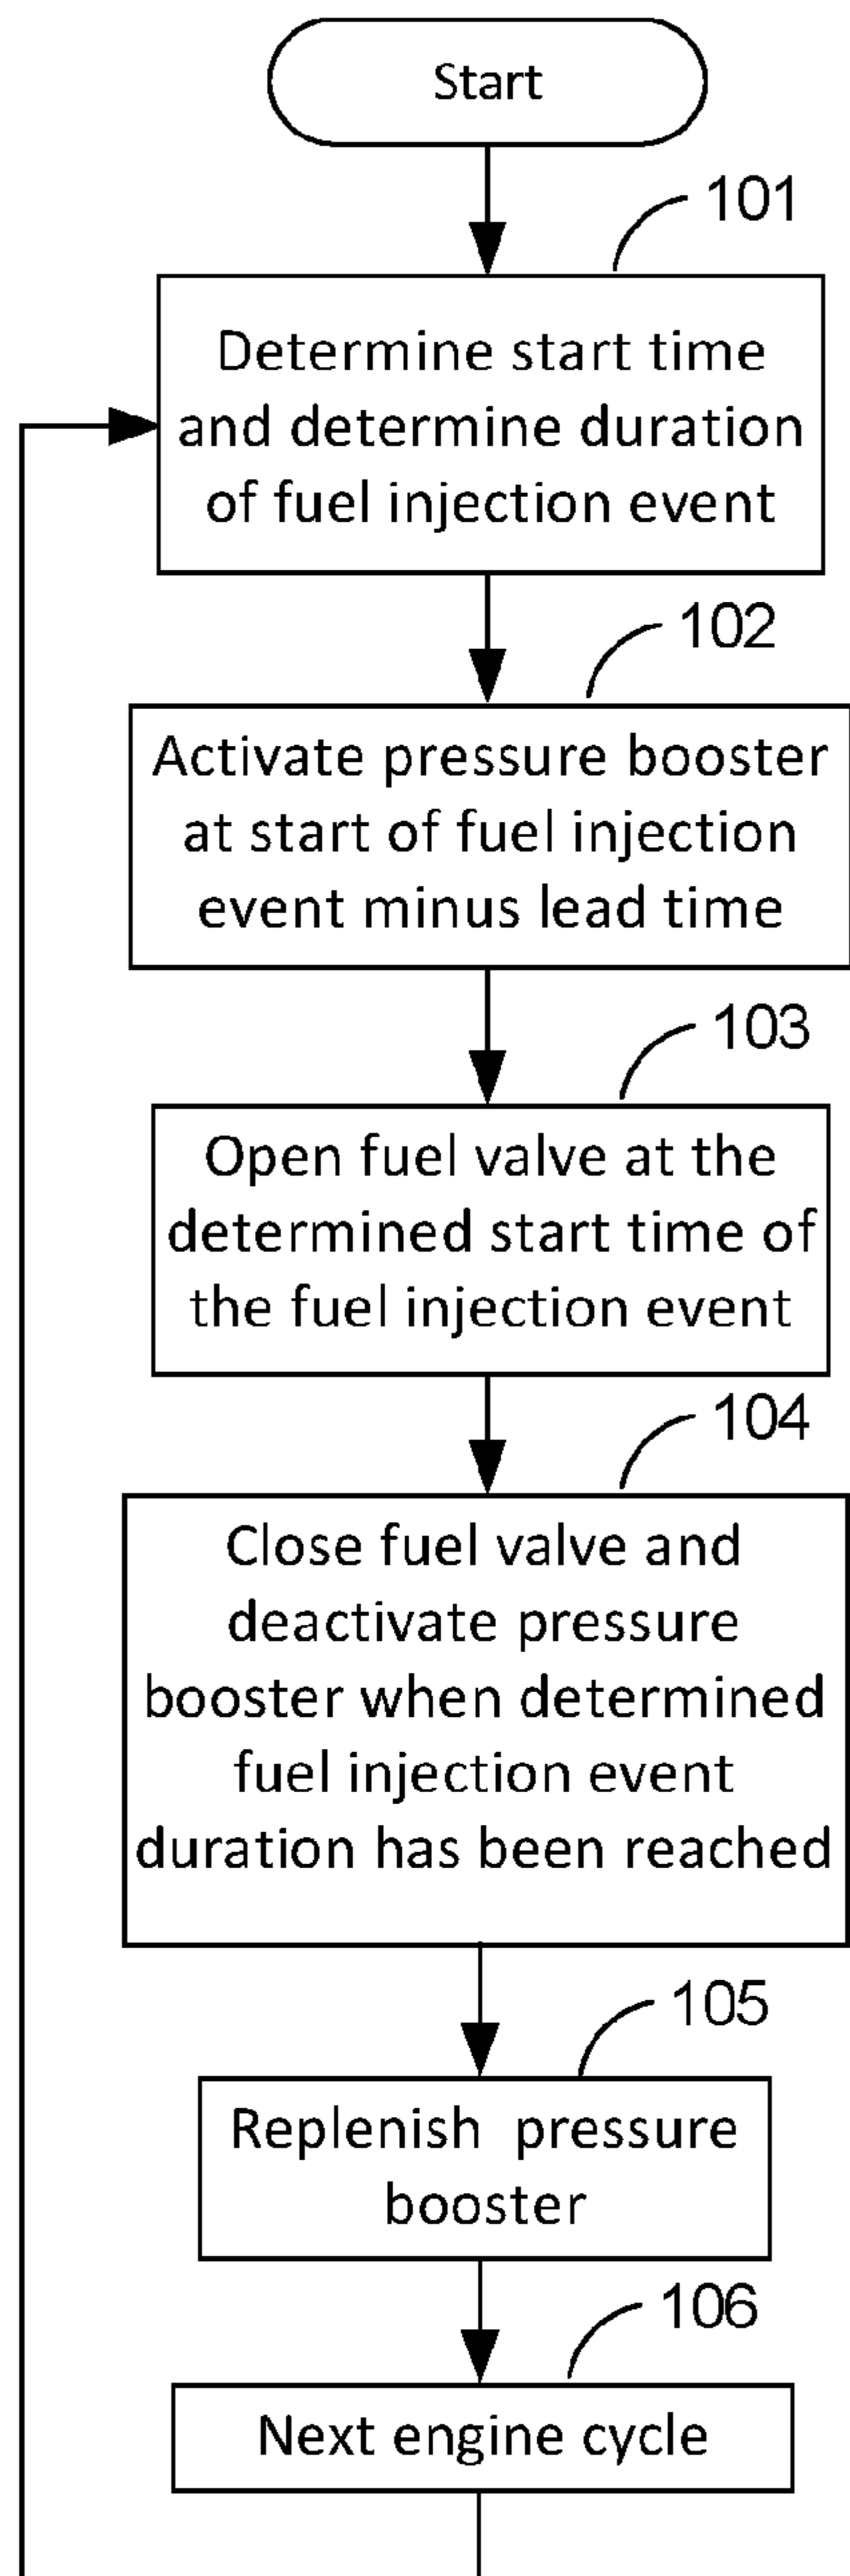 Start
101
Determine start time
and determine duration
of fuel injection event
102
Activate pressure booster
at start of fuel injection
event minus lead time
103
Open fuel valve at the
determined start time of
the fuel injection event
104
Close fuel valve and
deactivate pressure
booster when determined
fuel injection event
duration has been reached
105
Replenish pressure
booster
106
Next engine cycle